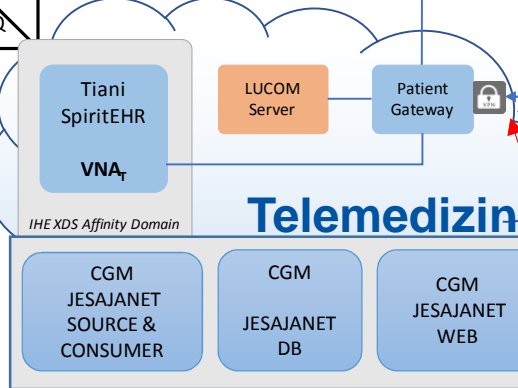 Tiani
SpiritEHR
VNAT
LUCOM
Server
Patient
Gateway
VPN
IHE XDS Affinity Domain
Telemedizin
CGM
JESAJANET
SOURCE &
CONSUMER
CGM
JESAJANET
DB
CGM
JESAJANET
WEB